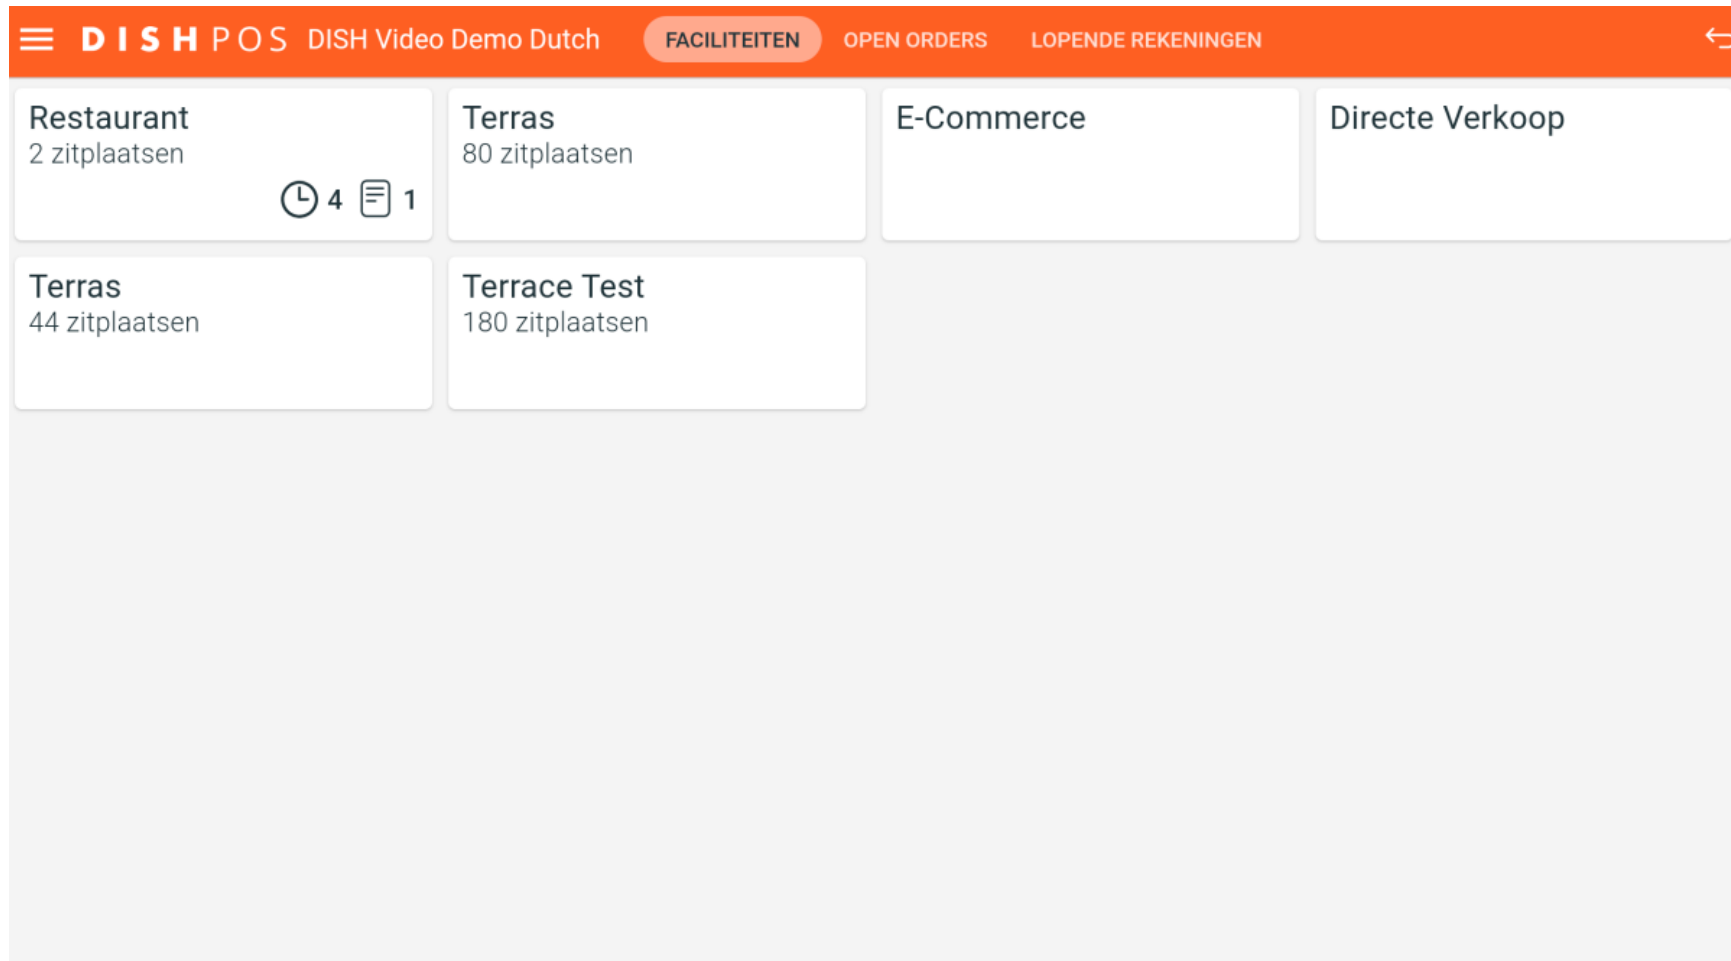 DISH POS DISH Video Demo Dutch FACILITEITEN OPEN ORDERS LOPENDE REKENINGEN
Restaurant
2 zitplaatsen
4 1
Terras
80 zitplaatsen
E-Commerce
Directe Verkoop
Terras
44 zitplaatsen
Terrace Test
180 zitplaatsen